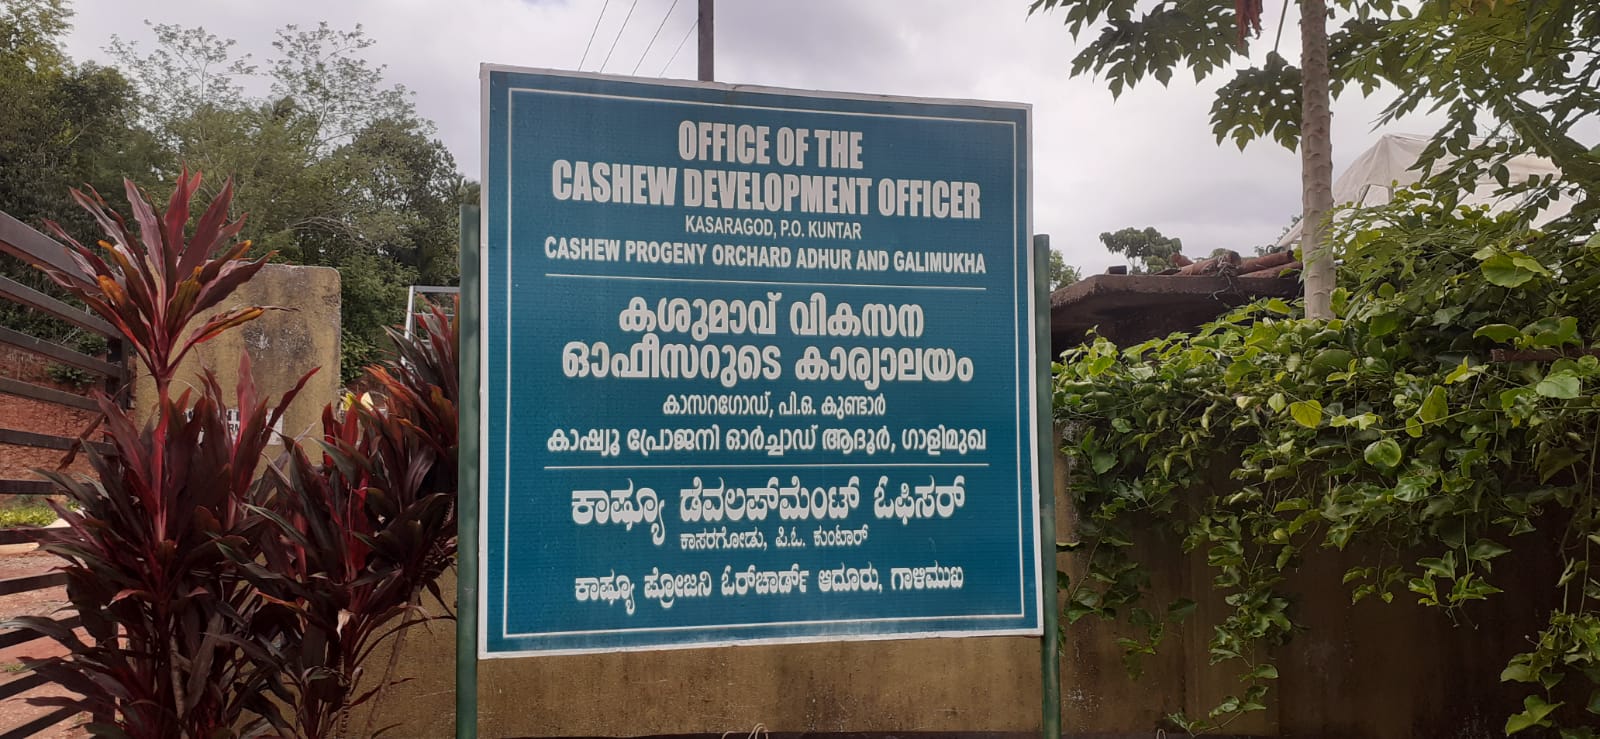 OFFICE OF THE
CASHEW DEVELOPMENT OFFICER
KASARAGOD, P.O. KUNTAR
CASHEW PROGENY ORCHARD ADHUR AND GALIMUKHA
കശുമാവ് വികസന
ഓഫീസറുടെ കാര്യാലയം
കാസറഗോഡ്, പി.ഒ. കുണ്ടാർ
കാഷ്യൂ പ്രോജനി ഓർച്ചാഡ് ആദൂർ, ഗാളിമുഖ
ಕಾಷ್ಯೂ ಡೆವಲಪ್‌ಮೆಂಟ್ ಓಫಿಸರ್
ಕಾಸರಗೋಡು, ಪಿ.ಓ. ಕುಂಟಾರ್
ಕಾಷ್ಯೂ ಪ್ರೋಜನಿ ಓರ್‌ಚಾರ್ಡ್ ಆದೂರು, ಗಾಳಿಮುಖ